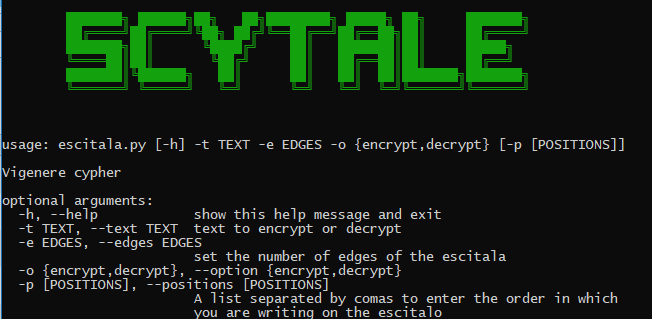 SCYTALE
usage: escitala.py [-h] -t TEXT -e EDGES -o {encrypt,decrypt} [-p [POSITIONS]]
Vigenere cypher
optional arguments:
-h, --help show this help message and exit
-t TEXT, --text TEXT text to encrypt or decrypt
-e EDGES, --edges EDGES
set the number of edges of the escitala
-o {encrypt,decrypt}, --option {encrypt,decrypt}
-p [POSITIONS], --positions [POSITIONS]
A list separated by comas to enter the order in which
you are writing on the escitalo